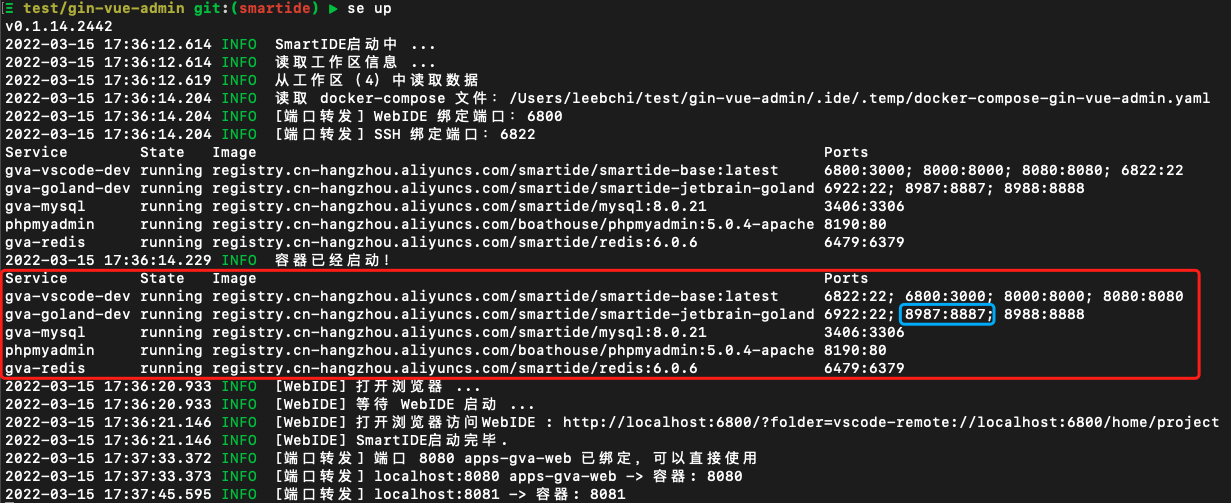 test/gin-vue-admin git:(smartide) ▶ se up
v0.1.14.2442
2022-03-15 17:36:12.614 INFO  SmartIDE启动中 ...
2022-03-15 17:36:12.614 INFO  读取工作区信息 ...
2022-03-15 17:36:12.619 INFO  从工作区（4）中读取数据
2022-03-15 17:36:14.204 INFO  读取 docker-compose 文件: /Users/leebchi/test/gin-vue-admin/.ide/.temp/docker-compose-gin-vue-admin.yaml
2022-03-15 17:36:14.204 INFO  [端口转发] WebIDE 绑定端口: 6800
2022-03-15 17:36:14.204 INFO  [端口转发] SSH 绑定端口: 6822
Service        State   Image                                                              Ports
gva-vscode-dev running registry.cn-hangzhou.aliyuncs.com/smartide/smartide-base:latest     6800:3000; 8000:8000; 8080:8080; 6822:22
gva-goland-dev running registry.cn-hangzhou.aliyuncs.com/smartide/smartide-jetbrain-goland 6922:22; 8987:8887; 8988:8888
gva-mysql      running registry.cn-hangzhou.aliyuncs.com/smartide/mysql:8.0.21             3406:3306
phpmyadmin     running registry.cn-hangzhou.aliyuncs.com/boathouse/phpmyadmin:5.0.4-apache 8190:80
gva-redis      running registry.cn-hangzhou.aliyuncs.com/smartide/redis:6.0.6              6479:6379
2022-03-15 17:36:14.229 INFO  容器已经启动!
Service        State   Image                                                              Ports
gva-vscode-dev running registry.cn-hangzhou.aliyuncs.com/smartide/smartide-base:latest     6822:22; 6800:3000; 8000:8000; 8080:8080
gva-goland-dev running registry.cn-hangzhou.aliyuncs.com/smartide/smartide-jetbrain-goland 6922:22; 8987:8887; 8988:8888
gva-mysql      running registry.cn-hangzhou.aliyuncs.com/smartide/mysql:8.0.21             3406:3306
phpmyadmin     running registry.cn-hangzhou.aliyuncs.com/boathouse/phpmyadmin:5.0.4-apache 8190:80
gva-redis      running registry.cn-hangzhou.aliyuncs.com/smartide/redis:6.0.6              6479:6379
2022-03-15 17:36:20.933 INFO  [WebIDE] 打开浏览器 ...
2022-03-15 17:36:20.933 INFO  [WebIDE] 等待 WebIDE 启动 ...
2022-03-15 17:36:21.146 INFO  [WebIDE] 打开浏览器访问WebIDE : http://localhost:6800/?folder=vscode-remote://localhost:6800/home/project
2022-03-15 17:36:21.146 INFO  [WebIDE] SmartIDE启动完毕.
2022-03-15 17:37:33.372 INFO  [端口转发] 端口 8080 apps-gva-web 已绑定，可以直接使用
2022-03-15 17:37:33.373 INFO  [端口转发] localhost:8080 apps-gva-web -> 容器: 8080
2022-03-15 17:37:45.595 INFO  [端口转发] localhost:8081 -> 容器: 8081